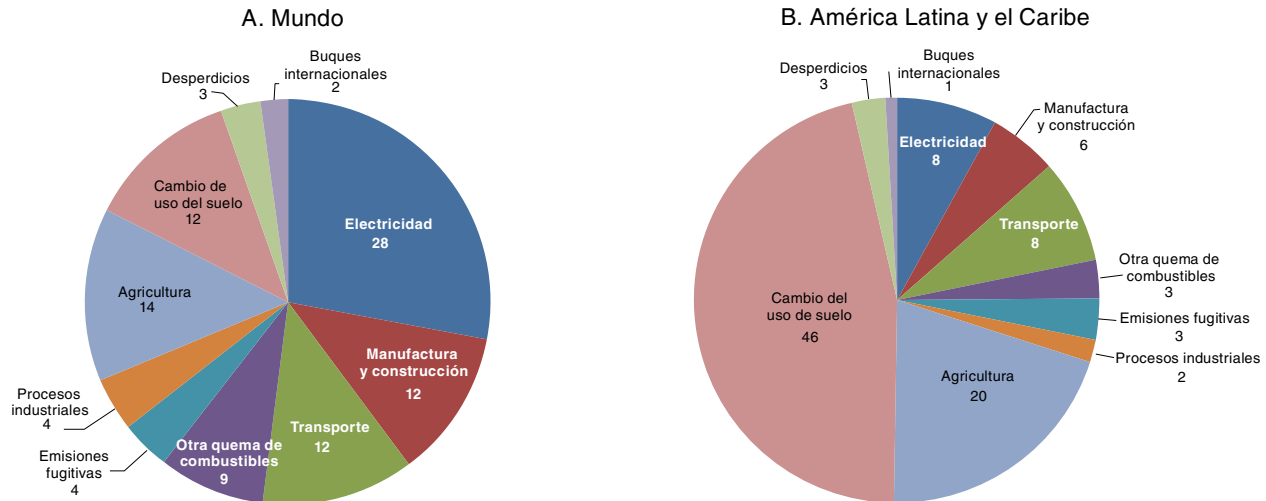 A. Mundo
Buques
internacionales
2
Desperdicios
3
Cambio de
uso del suelo
12
Electricidad
28
Agricultura
14
Manufactura
y construcción
12
Procesos
industriales
4
Transporte
12
Otra quema de
combustibles
9
Emisiones
fugitivas
4
B. América Latina y el Caribe
Buques
internacionales
1
Desperdicios
3
Manufactura
y construcción
6
Electricidad
8
Transporte
8
Otra quema de
combustibles
3
Cambio del
uso de suelo
46
Emisiones fugitivas
3
Procesos industriales
2
Agricultura
20